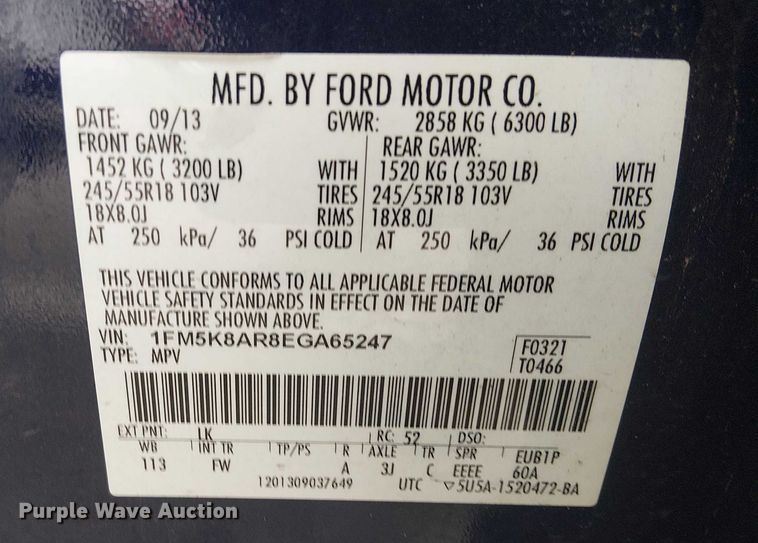 MFD. BY FORD MOTOR CO.
DATE: 09/13 GVWR: 2858 KG ( 6300 LB)
FRONT GAWR: REAR GAWR:
1452 KG ( 3200 LB) WITH 1520 KG ( 3350 LB) WITH
245/55R18 103V TIRES 245/55R18 103V TIRES
18X8.0J RIMS 18X8.0J RIMS
AT 250 kPa/ 36 PSI COLD AT 250 kPa/ 36 PSI COLD
THIS VEHICLE CONFORMS TO ALL APPLICABLE FEDERAL MOTOR
VEHICLE SAFETY STANDARDS IN EFFECT ON THE DATE OF
MANUFACTURE SHOWN ABOVE.
VIN: 1FM5K8AR8EGA65247 F0321
TYPE: MPV T0466
EXT PNT: LK RC: 52 DSO:
WB INT TR TP/PS R AXLE TR SPR EUB1P
113 FW - A 3J C EEEE 60A
1201309037649 UTC ▽5U5A-1520472-BA
Purple Wave Auction